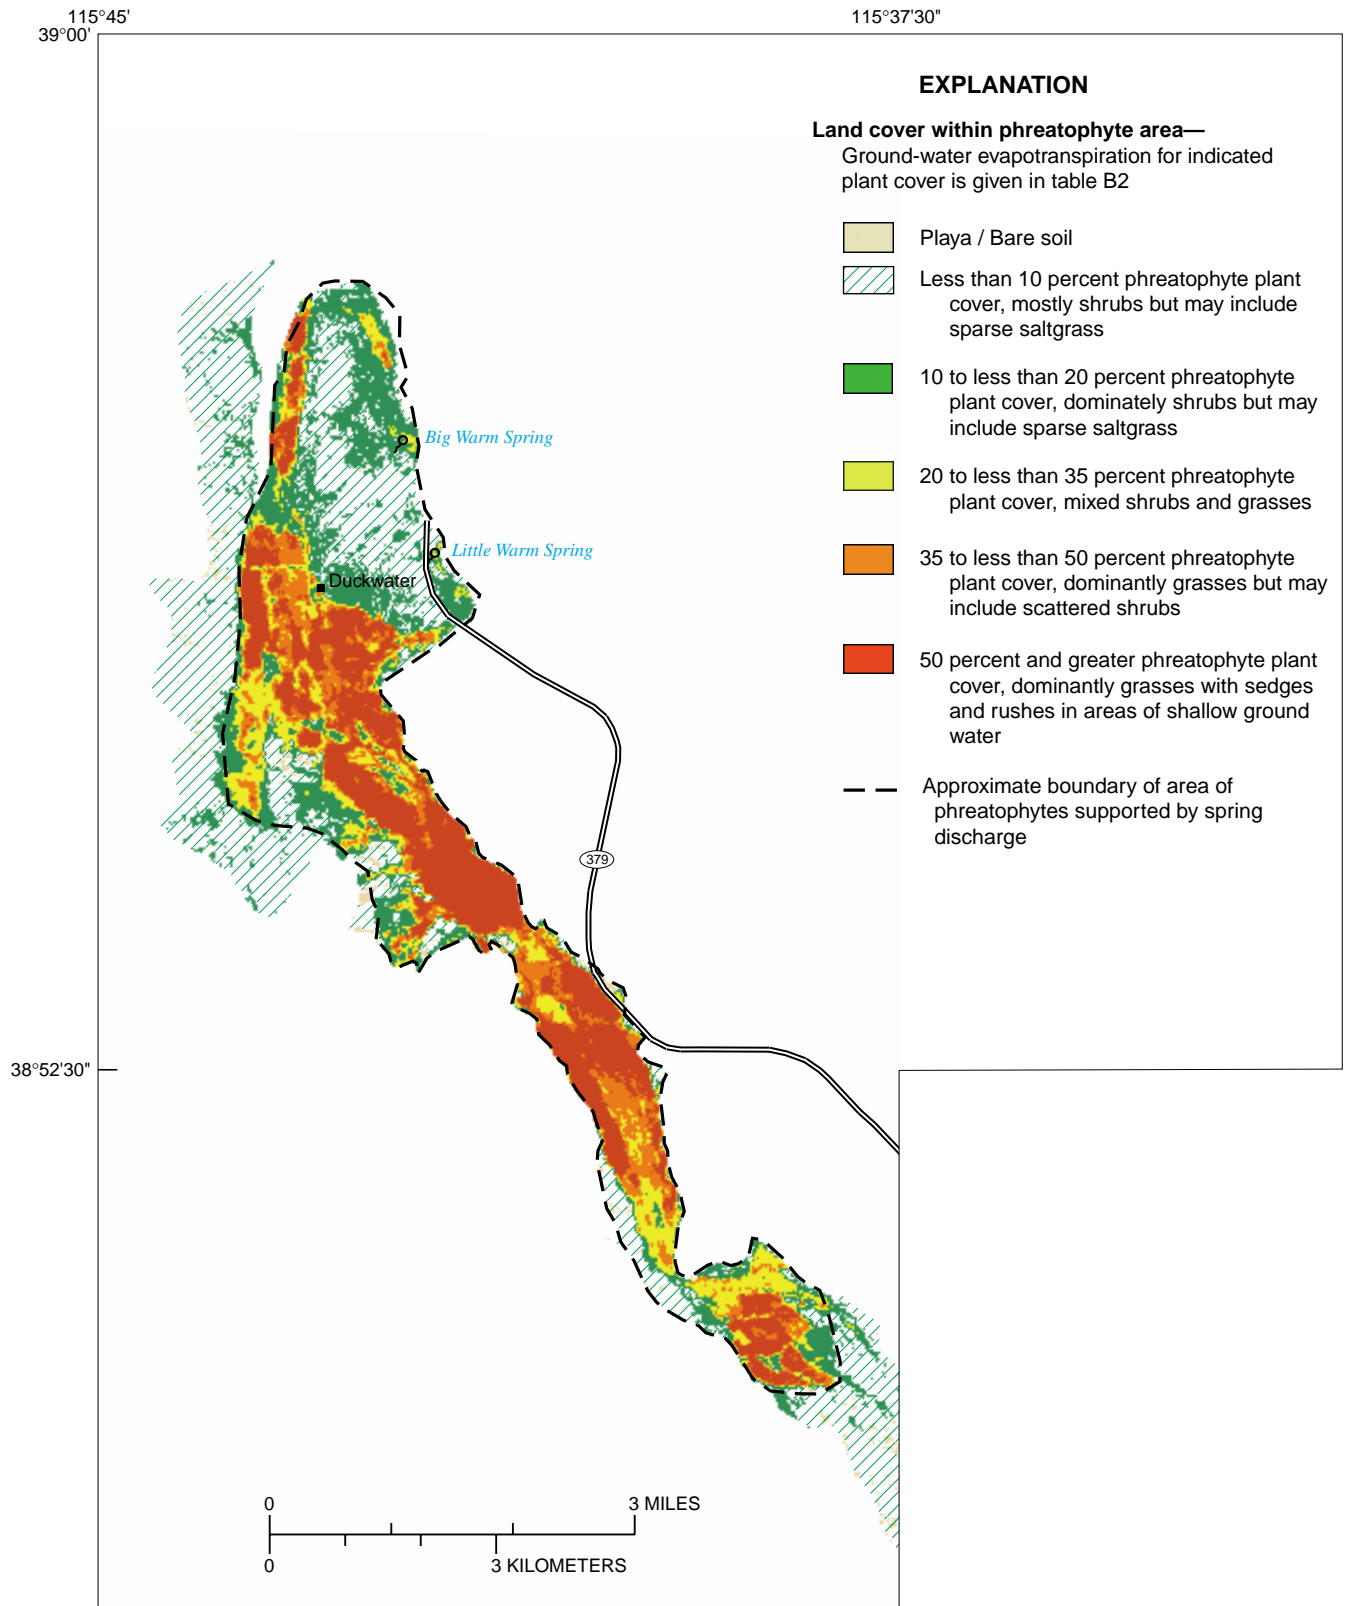 115°45'
115°37'30"
39°00'
EXPLANATION
Land cover within phreatophyte area—
Ground-water evapotranspiration for indicated
plant cover is given in table B2
Playa / Bare soil
Less than 10 percent phreatophyte plant
cover, mostly shrubs but may include
sparse saltgrass
10 to less than 20 percent phreatophyte
plant cover, dominately shrubs but may
include sparse saltgrass
20 to less than 35 percent phreatophyte
plant cover, mixed shrubs and grasses
35 to less than 50 percent phreatophyte
plant cover, dominantly grasses but may
include scattered shrubs
50 percent and greater phreatophyte plant
cover, dominantly grasses with sedges
and rushes in areas of shallow ground
water
Approximate boundary of area of
phreatophytes supported by spring
discharge
Big Warm Spring
Little Warm Spring
Duckwater
379
38°52'30"
0
3 MILES
0
3 KILOMETERS